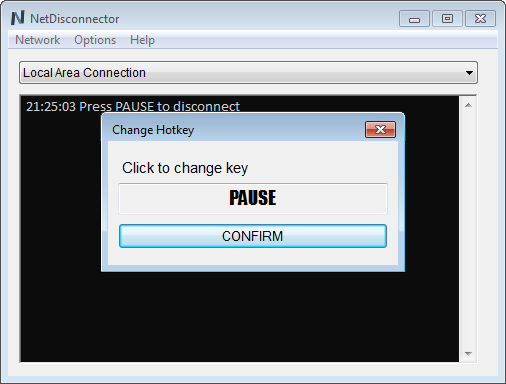 NetDisconnector
Network Options Help
Local Area Connection
21:25:03 Press PAUSE to disconnect
Change Hotkey
Click to change key
PAUSE
CONFIRM